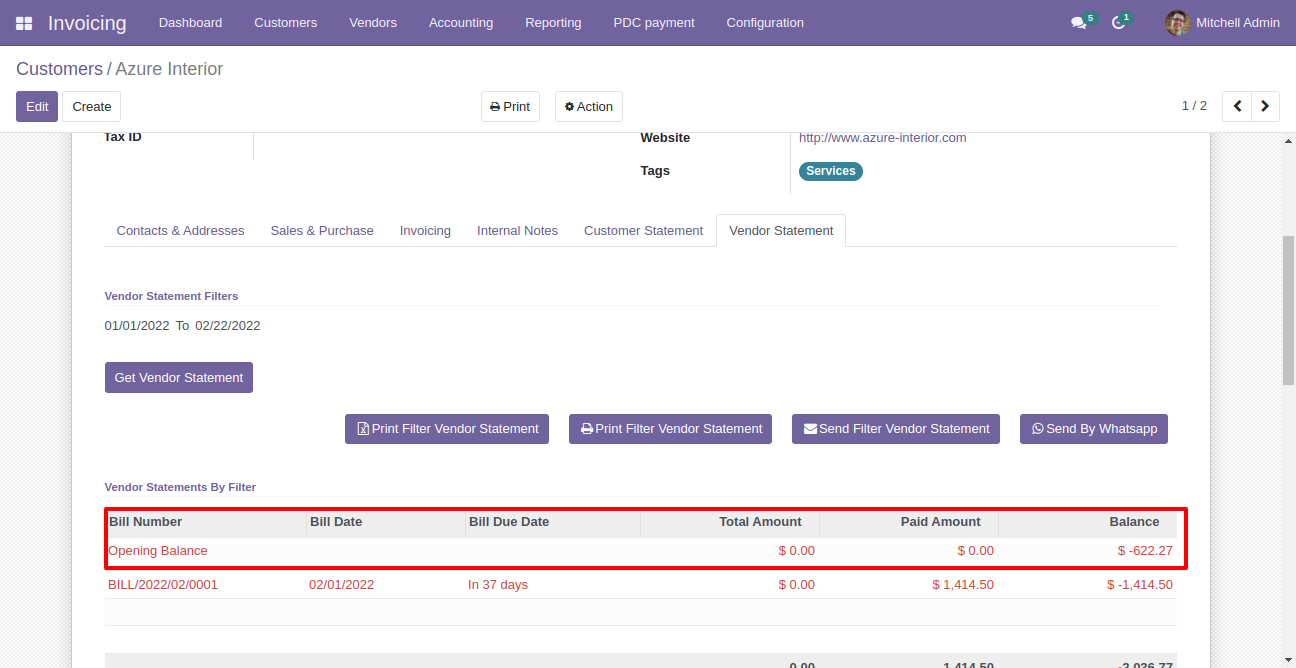 Invoicing Dashboard Customers Vendors Accounting Reporting PDC payment Configuration 5 1 Mitchell Admin
Customers / Azure Interior
Edit Create Print Action 1 / 2
Tax ID Website http://www.azure-interior.com
Tags Services
Contacts & Addresses Sales & Purchase Invoicing Internal Notes Customer Statement Vendor Statement
Vendor Statement Filters
01/01/2022 To 02/22/2022
Get Vendor Statement
Print Filter Vendor Statement Print Filter Vendor Statement Send Filter Vendor Statement Send By Whatsapp
Vendor Statements By Filter
Bill Number Bill Date Bill Due Date Total Amount Paid Amount Balance
Opening Balance $ 0.00 $ 0.00 $ -622.27
BILL/2022/02/0001 02/01/2022 In 37 days $ 0.00 $ 1,414.50 $ -1,414.50
0.00 1,414.50 -2,036.77